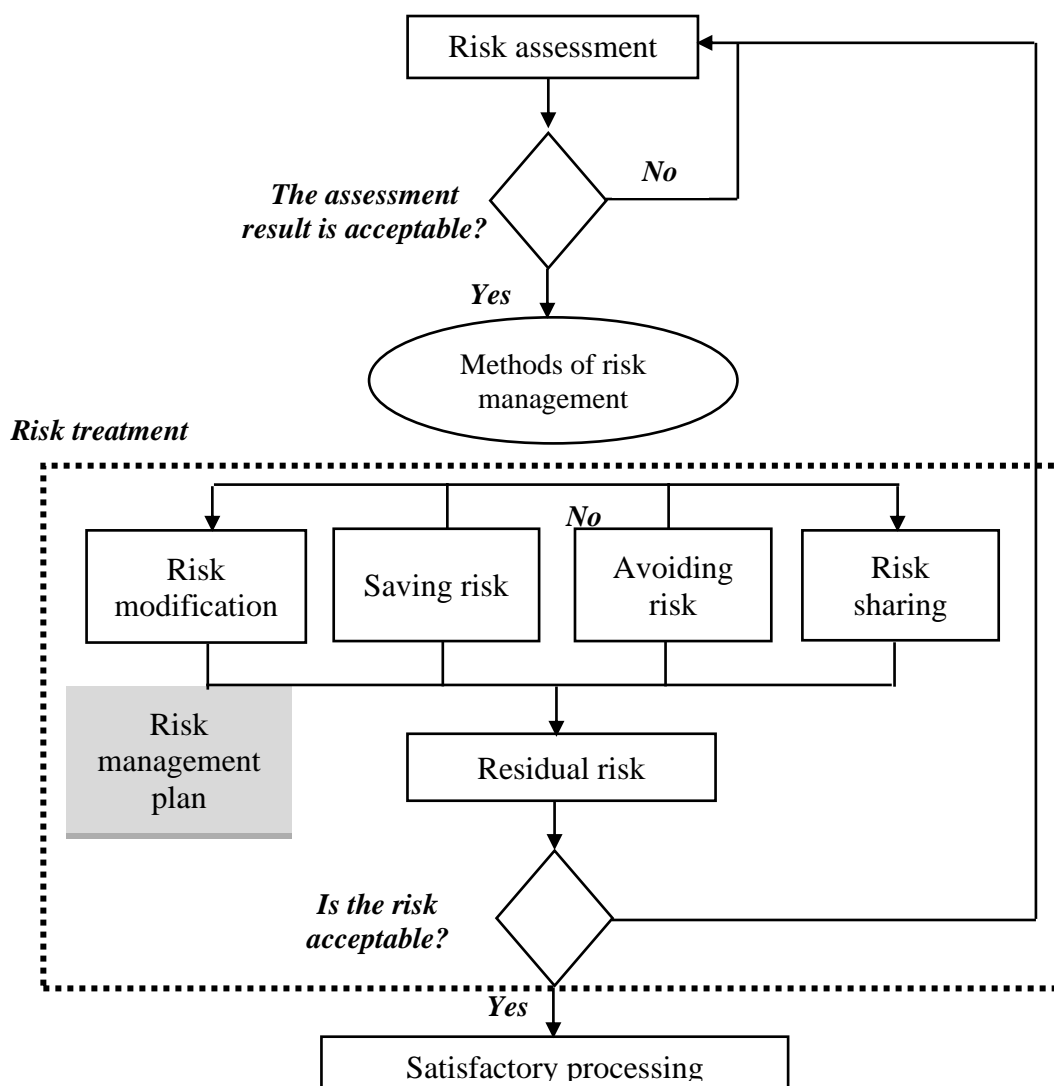 Risk assessment
No
The assessment
result is acceptable?
Yes
Methods of risk
management
Risk treatment
No
Risk
modification
Saving risk
Avoiding
risk
Risk
sharing
Risk
management
plan
Residual risk
Is the risk
acceptable?
Yes
Satisfactory processing